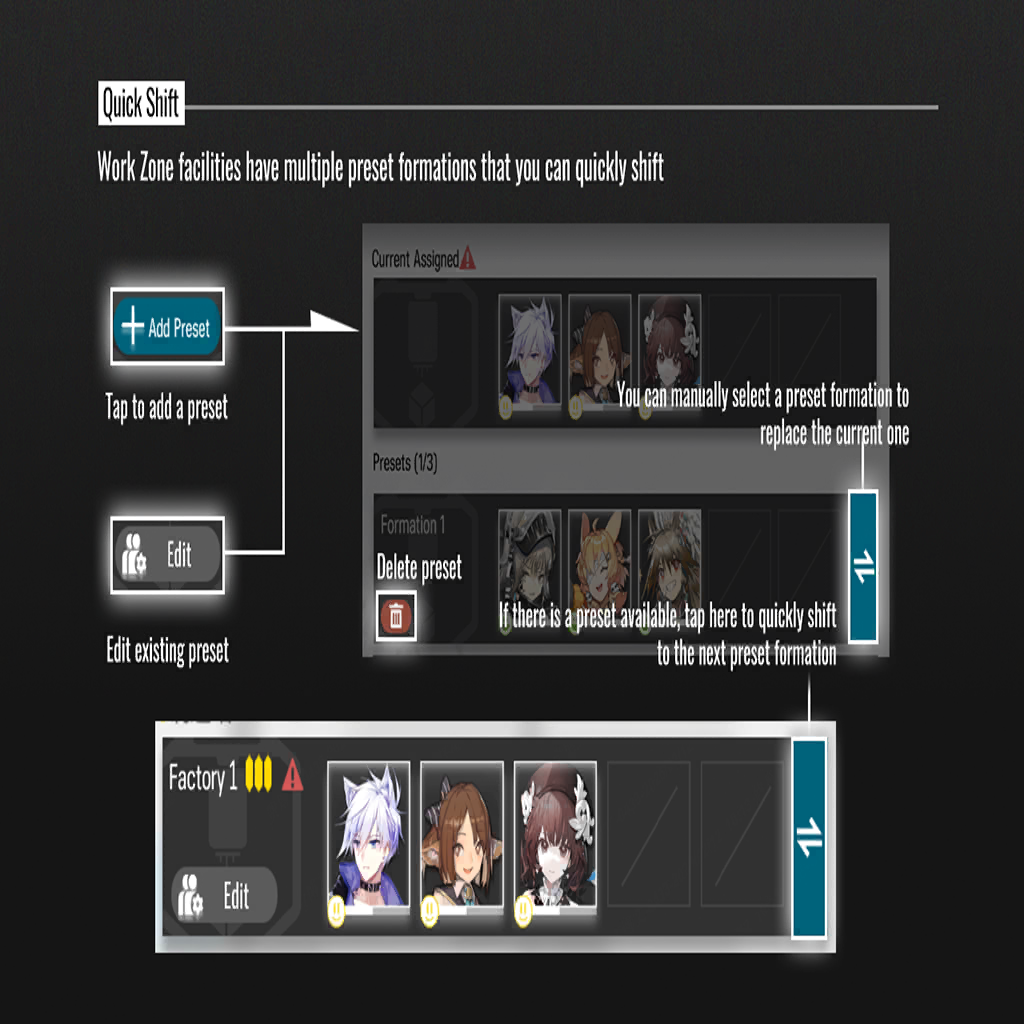 Quick Shift
Work Zone facilities have multiple preset formations that you can quickly shift
Current Assigned
Add Preset
Tap to add a preset
You can manually select a preset formation to
replace the current one
Presets (1/3)
Formation 1
Edit
Delete preset
Edit existing preset
If there is a preset available, tap here to quickly shift
to the next preset formation
Factory 1
Edit